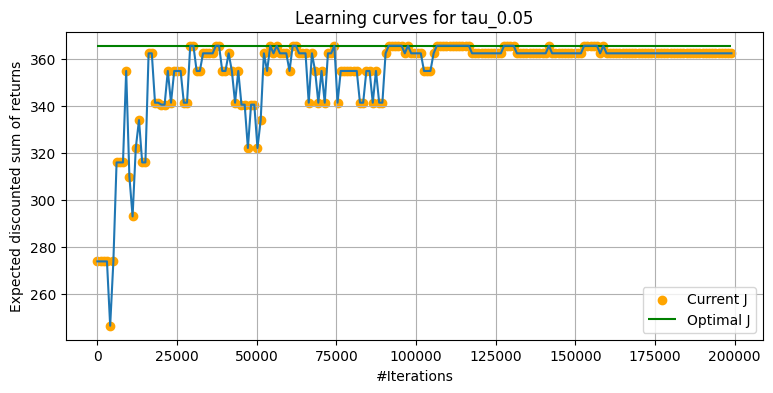 Learning curves for tau_0.05
Expected discounted sum of returns
360
340
320
300
280
260
0 25000 50000 75000 100000 125000 150000 175000 200000
#Iterations
Current J
Optimal J